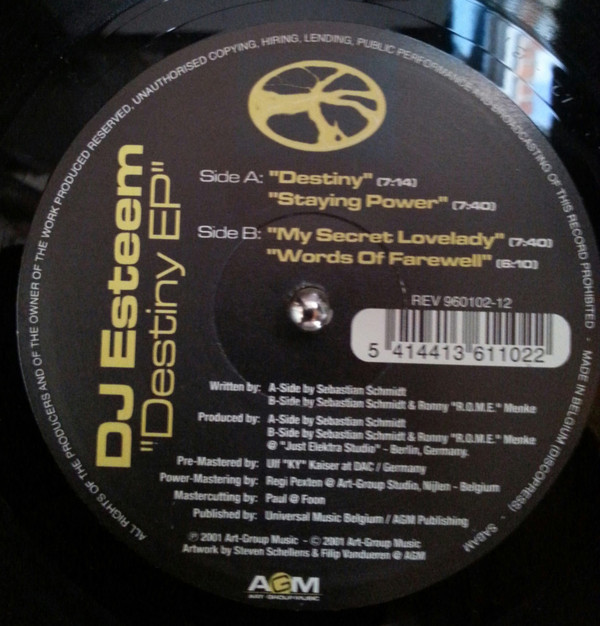 ALL RIGHTS OF THE PRODUCERS AND OF THE OWNER OF THE WORK PRODUCED RESERVED, UNAUTHORISED COPYING, HIRING, LENDING, PUBLIC PERFORMANCE AND BROADCASTING OF THIS RECORD PROHIBITED · MADE IN BELGIUM (DISCOPRESS) · SABAM
DJ Esteem
"Destiny EP"
Side A: "Destiny" (7:14)
"Staying Power" (7:40)
Side B: "My Secret Lovelady" (7:40)
"Words Of Farewell" (6:10)
REV 960102-12
5 414413 611022
Written by: A-Side by Sebastian Schmidt
B-Side by Sebastian Schmidt & Ronny "R.O.M.E." Menke
Produced by: A-Side by Sebastian Schmidt
B-Side by Sebastian Schmidt & Ronny "R.O.M.E." Menke
@ "Just Elektra Studio" - Berlin, Germany.
Pre-Mastered by: Ulf "KY" Kaiser at DAC / Germany
Power-Mastering by: Regi Pexten @ Art-Group Studio, Nijlen - Belgium
Mastercutting by: Paul @ Foon
Published by: Universal Music Belgium / AGM Publishing
℗ 2001 Art-Group Music - © 2001 Art-Group Music
Artwork by Steven Schellens & Filip Vandueren @ AGM
AGM
ART-GROUP MUSIC